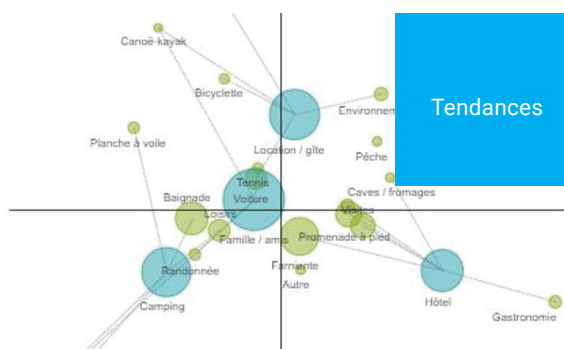 Canoë-kayak
Bicyclette
Environnem
Tendances
Planche à voile
Location / gîte
Pêche
Tennis
Caves / fromages
Baignade
Voiture
Loisirs
Visites
Famille / amis
Promenade à pied
Randonnée
Farniente
Autre
Camping
Hôtel
Gastronomie